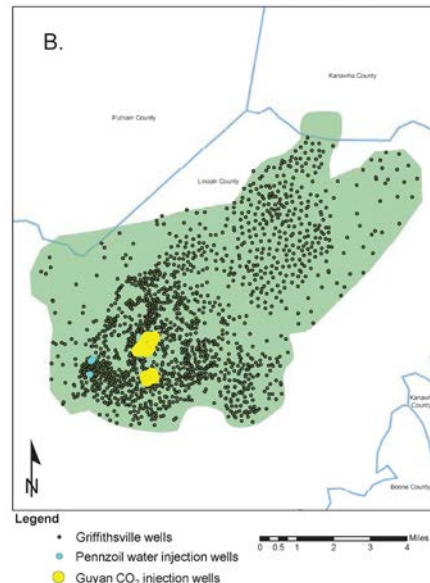 B.
Kanawha County
Putnam County
Lincoln County
Kanawha
County
Boone County
N
Legend
Griffithsville wells
Pennzoil water injection wells
Guyan CO₂ injection wells
Miles
0 0.5 1 2 3 4